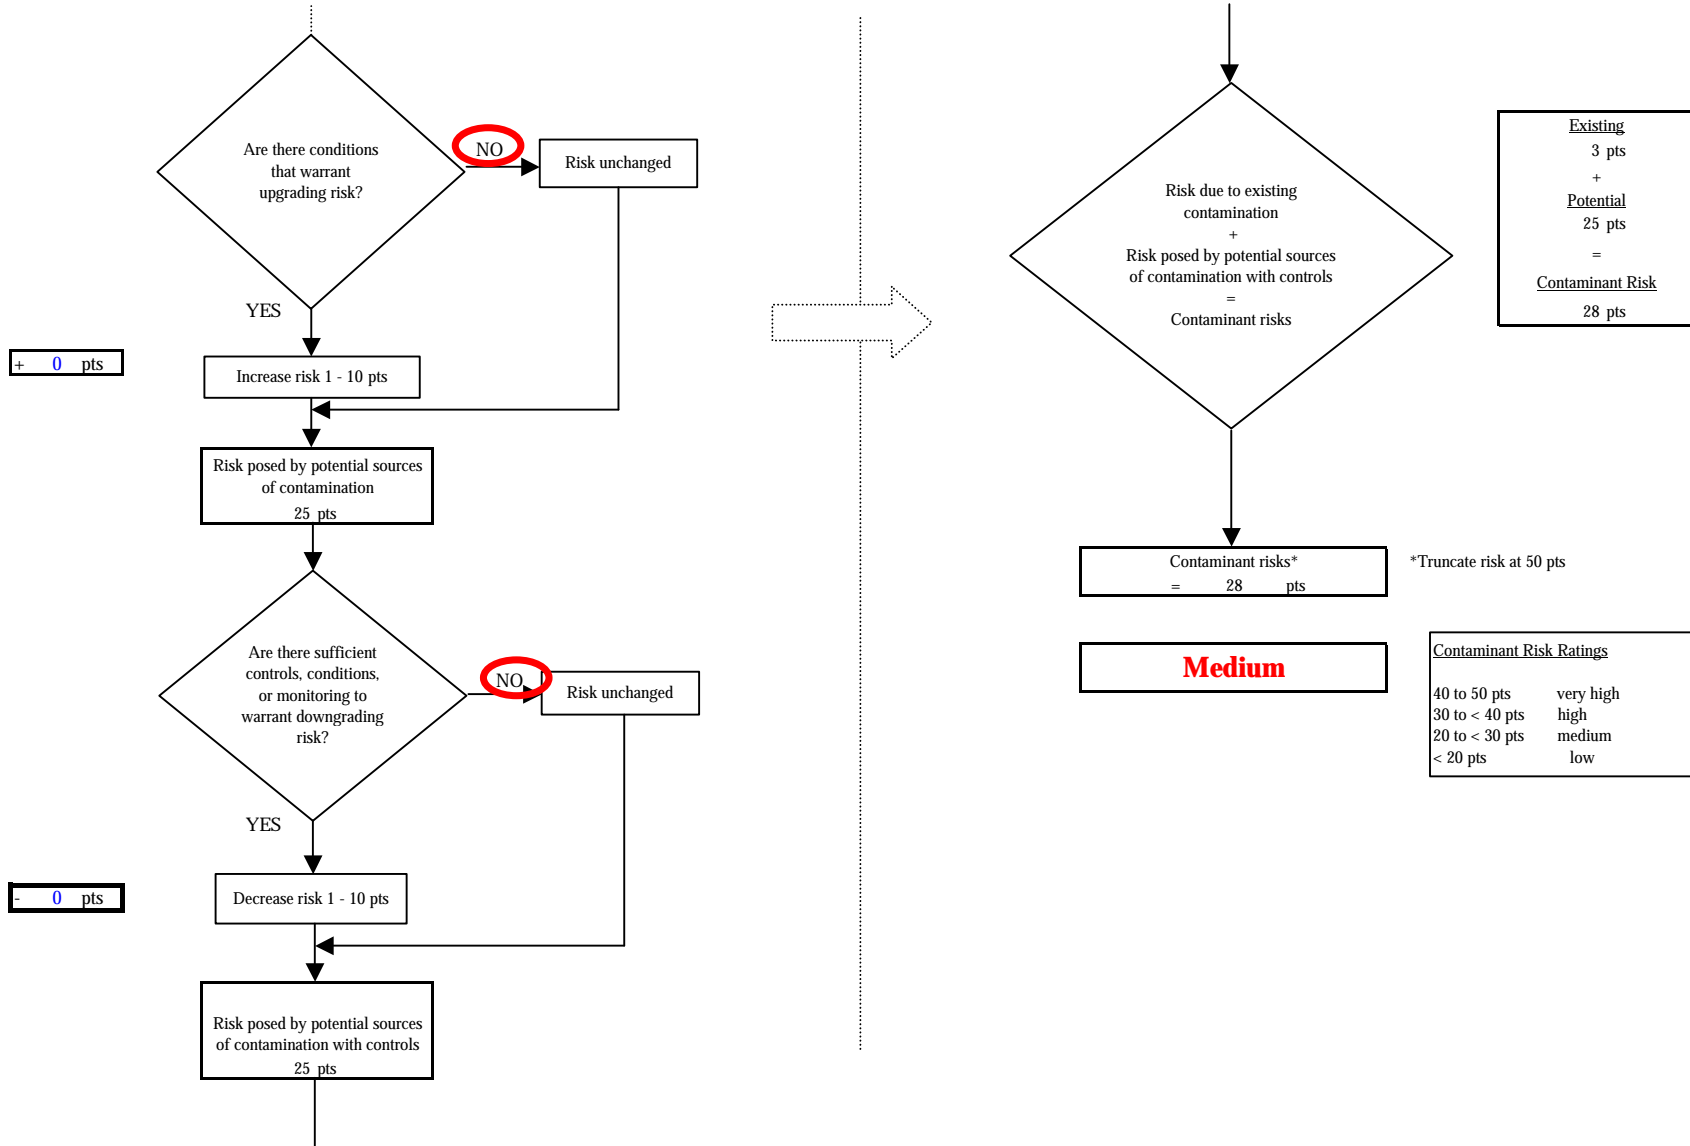 Are there conditions
that warrant
upgrading risk?
NO
Risk unchanged
YES
+ 0 pts
Increase risk 1 - 10 pts
Risk posed by potential sources
of contamination
25 pts
Are there sufficient
controls, conditions,
or monitoring to
warrant downgrading
risk?
NO
Risk unchanged
YES
- 0 pts
Decrease risk 1 - 10 pts
Risk posed by potential sources
of contamination with controls
25 pts
Risk due to existing
contamination
+
Risk posed by potential sources
of contamination with controls
=
Contaminant risks
Existing
3 pts
+
Potential
25 pts
=
Contaminant Risk
28 pts
Contaminant risks*
= 28 pts
*Truncate risk at 50 pts
Medium
Contaminant Risk Ratings
40 to 50 pts very high
30 to < 40 pts high
20 to < 30 pts medium
< 20 pts low